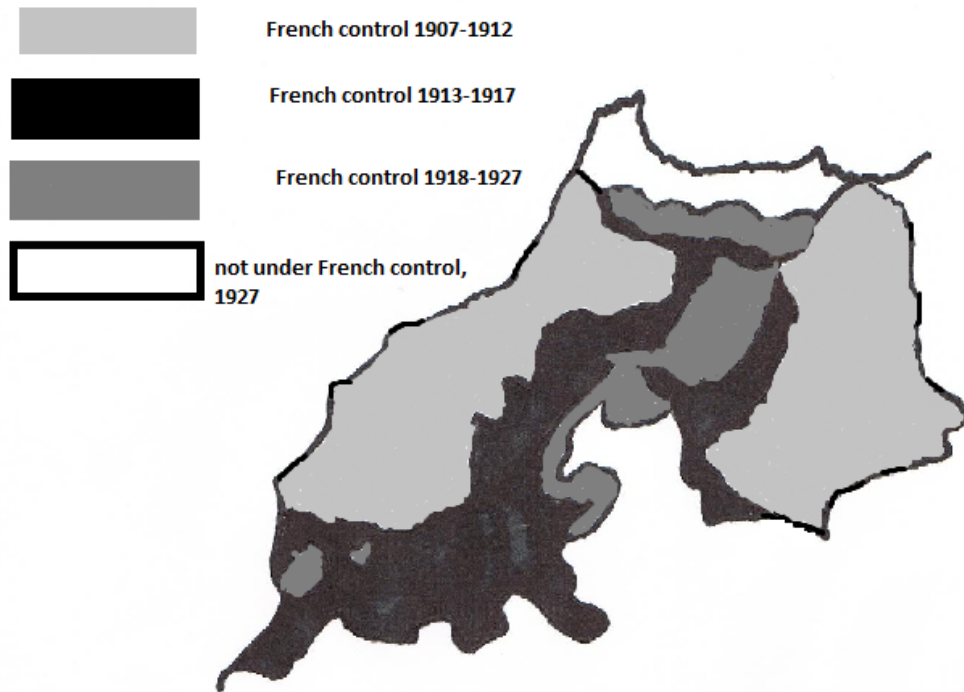 French control 1907-1912
French control 1913-1917
French control 1918-1927
not under French control,
1927